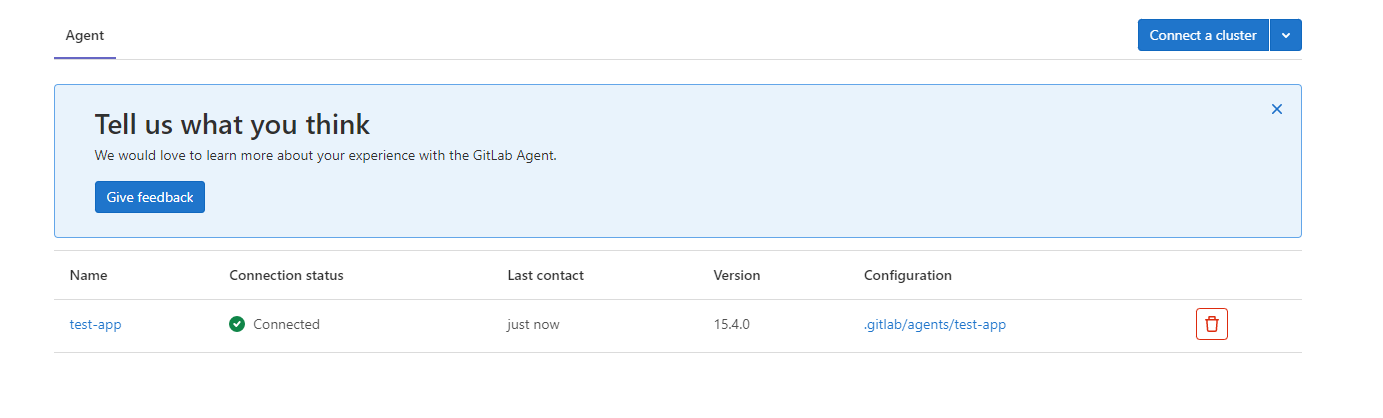 Agent
Connect a cluster
Tell us what you think
We would love to learn more about your experience with the GitLab Agent.
Give feedback
Name Connection status Last contact Version Configuration
test-app Connected just now 15.4.0 .gitlab/agents/test-app